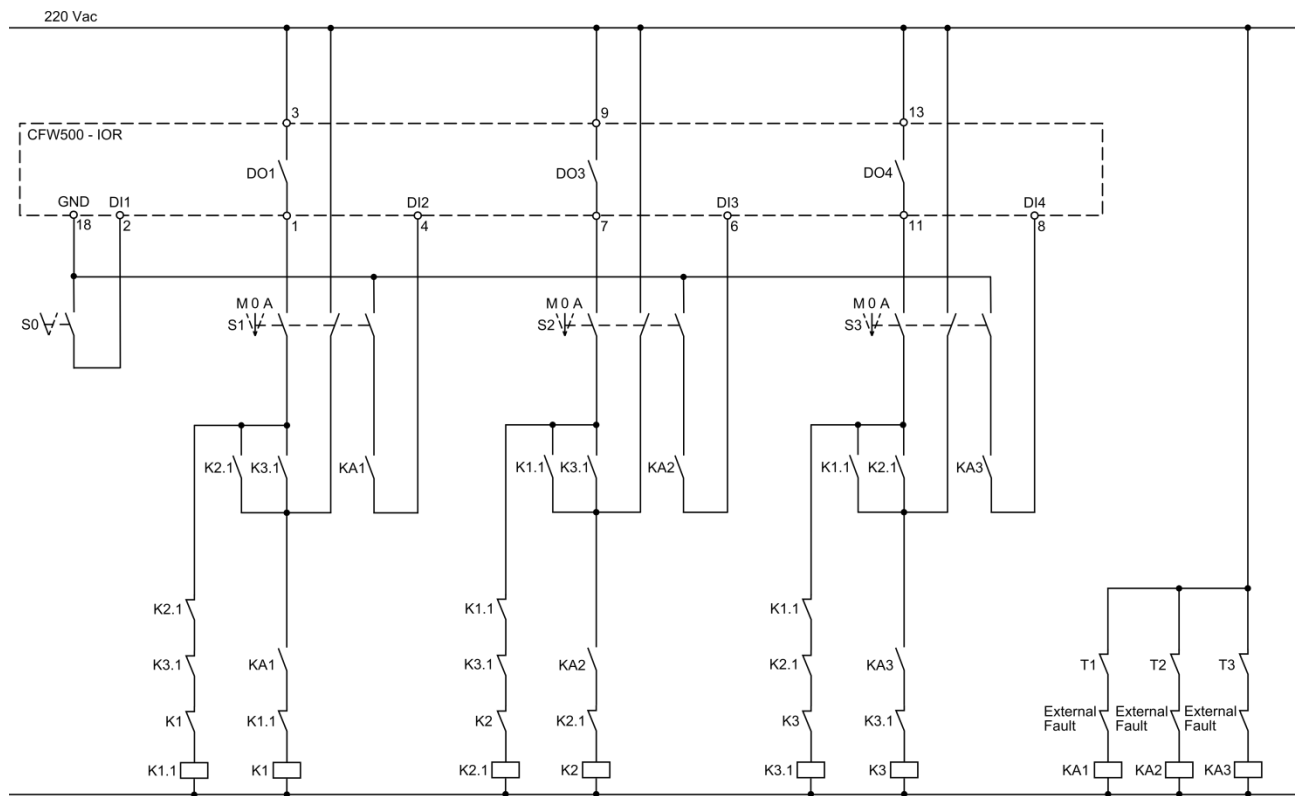 220 Vac
3 9 13
CFW500 - IOR
DO1 DO3 DO4
GND DI1 DI2 DI3 DI4
18 2 1 4 7 6 11 8
M 0 A M 0 A M 0 A
S0 S1 S2 S3
K2.1 K3.1 KA1 K1.1 K3.1 KA2 K1.1 K2.1 KA3
K2.1 K1.1 K1.1
K3.1 KA1 K3.1 KA2 K2.1 KA3 T1 T2 T3
K1 K1.1 K2 K2.1 K3 K3.1 External External External
Fault Fault Fault
K1.1 K1 K2.1 K2 K3.1 K3 KA1 KA2 KA3